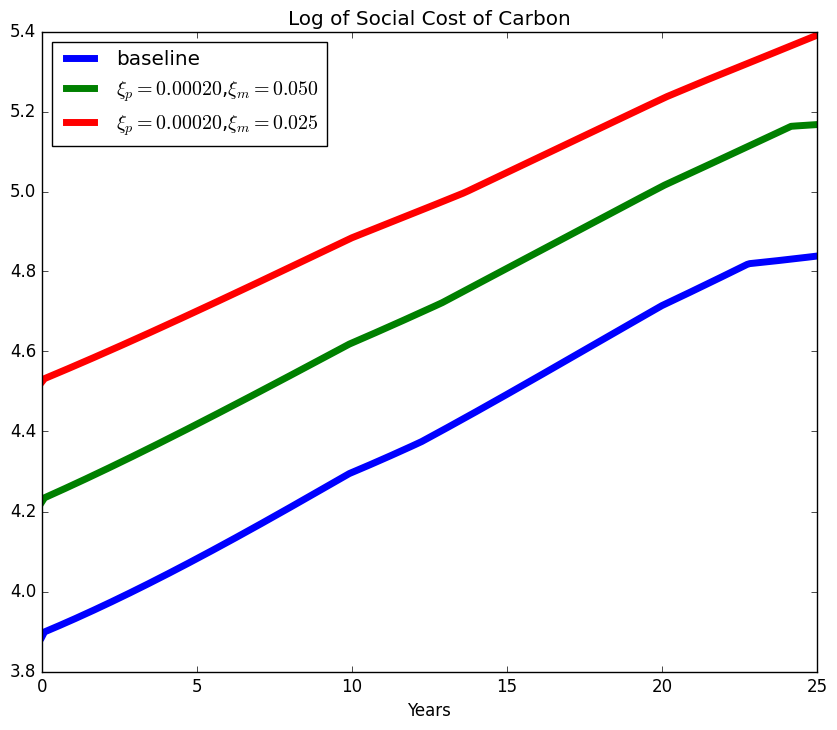 Log of Social Cost of Carbon
5.4
5.2
5.0
4.8
4.6
4.4
4.2
4.0
3.8
baseline
ξₚ = 0.00020,ξₘ = 0.050
ξₚ = 0.00020,ξₘ = 0.025
0 5 10 15 20 25
Years